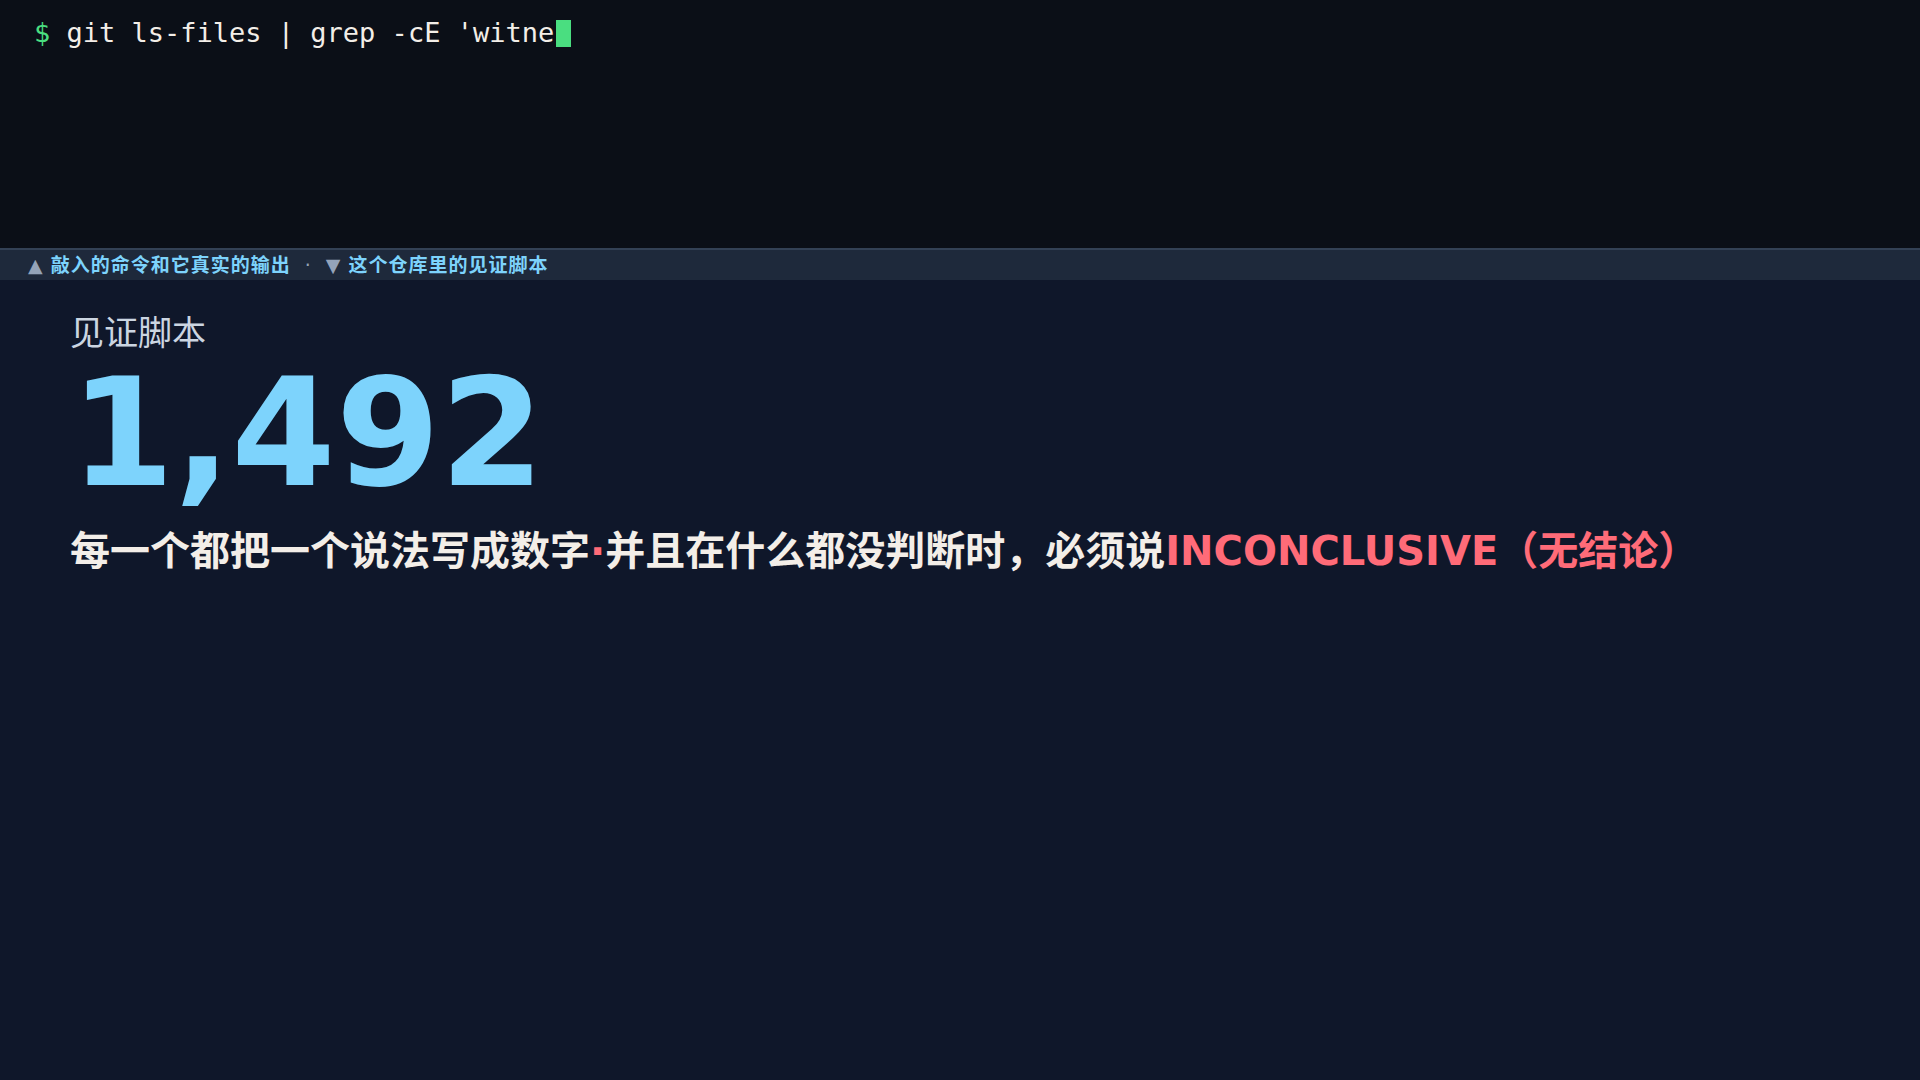 $ git ls-files | grep -cE 'witne
▲ 敲入的命令和它真实的输出 · ▼ 这个仓库里的见证脚本
见证脚本
1,492
每一个都把一个说法写成数字·并且在什么都没判断时，必须说INCONCLUSIVE（无结论）